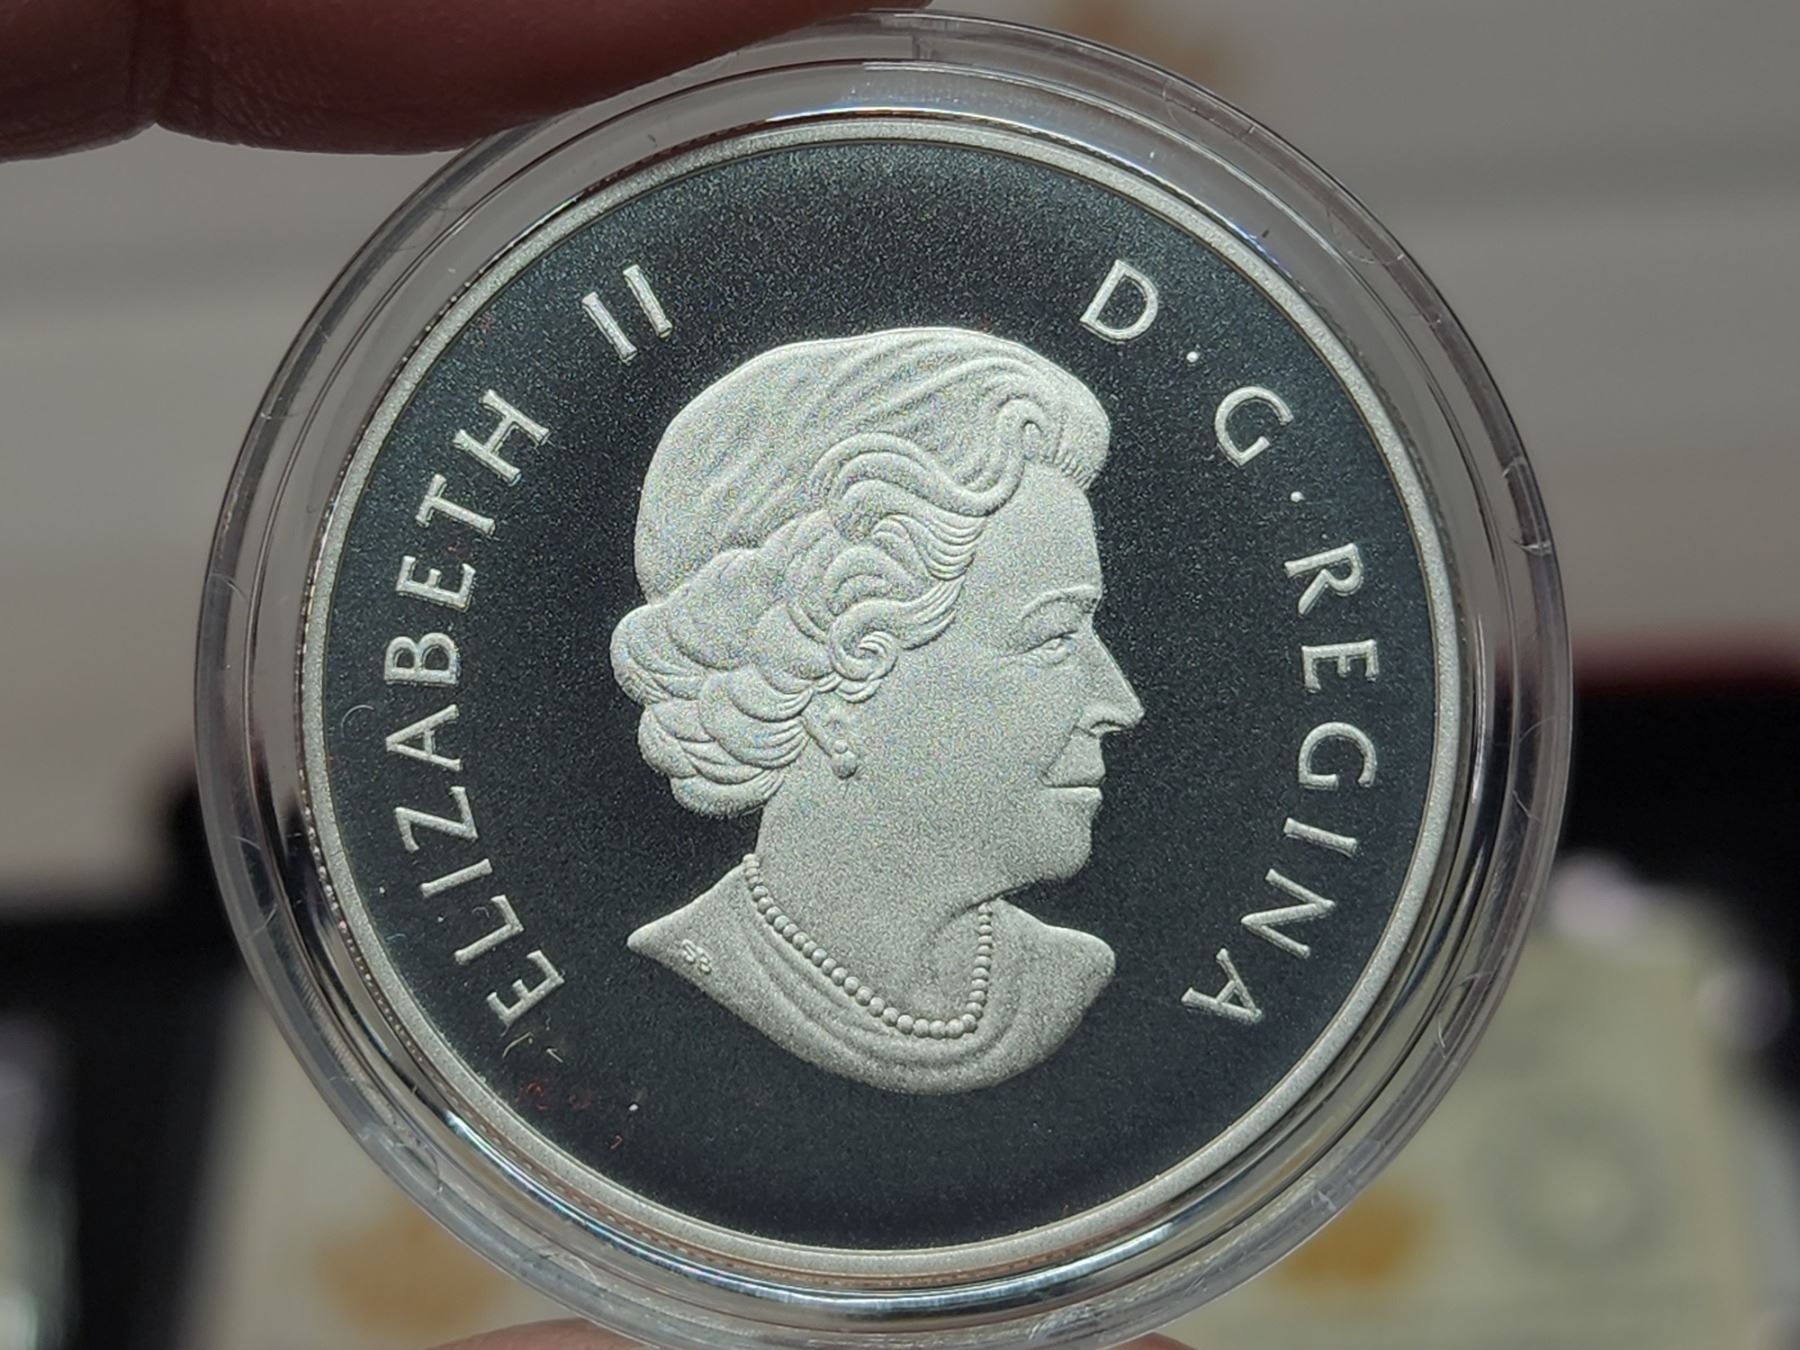 ELIZABETH II D · G · REGINA
SB